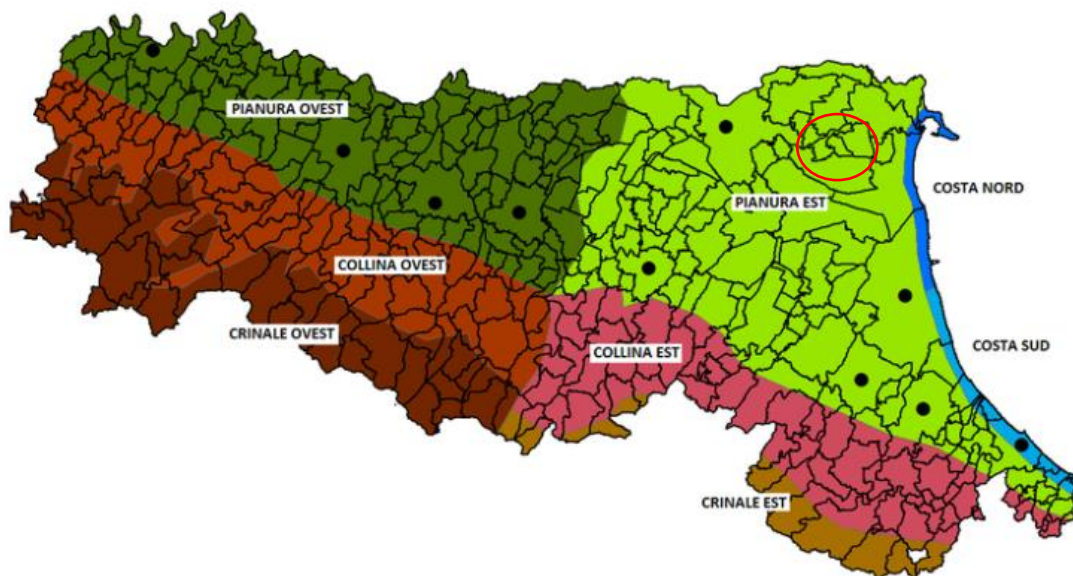 PIANURA OVEST
COSTA NORD
PIANURA EST
COLLINA OVEST
CRINALE OVEST
COLLINA EST
COSTA SUD
CRINALE EST